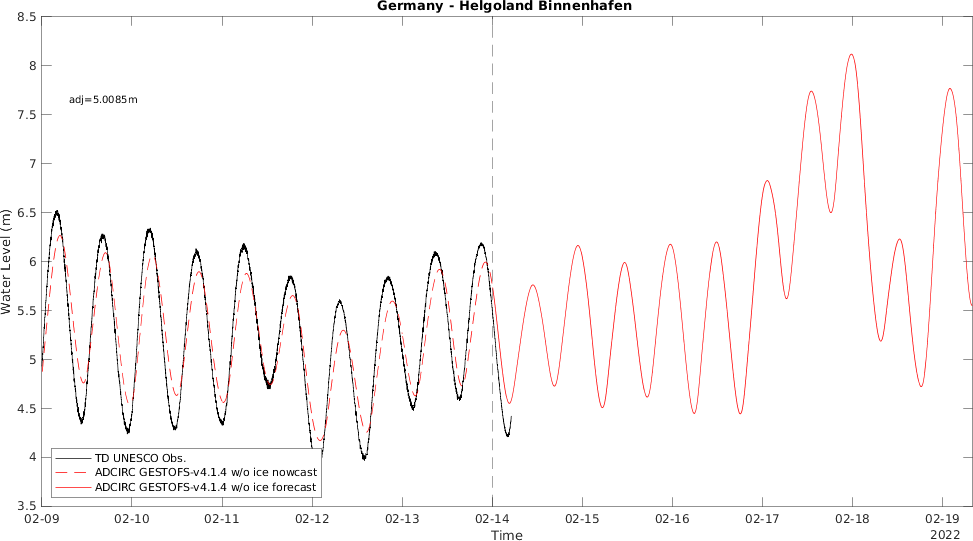 Germany - Helgoland Binnenhafen
8.5
8
7.5
7
6.5
6
5.5
5
4.5
4
3.5
Water Level (m)
adj=5.0085m
TD UNESCO Obs.
ADCIRC GESTOFS-v4.1.4 w/o ice nowcast
ADCIRC GESTOFS-v4.1.4 w/o ice forecast
02-09 02-10 02-11 02-12 02-13 02-14 02-15 02-16 02-17 02-18 02-19
Time 2022